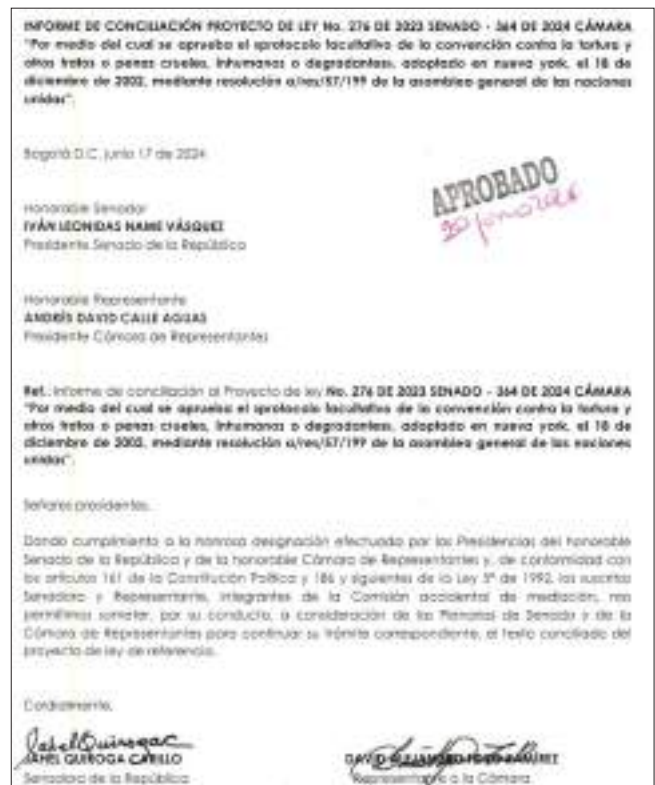 INFORME DE CONCILIACIÓN PROYECTO DE LEY No. 276 DE 2023 SENADO - 364 DE 2024 CÁMARA
"Por medio del cual se aprueba el «protocolo facultativo de la convención contra la tortura y
otros tratos o penas crueles, inhumanos o degradantes», adoptado en nueva york, el 18 de
diciembre de 2002, mediante resolución a/res/57/199 de la asamblea general de las naciones
unidas".
Bogotá D.C. junio 17 de 2024
APROBADO
20 junio
Honorable Senador
IVÁN LEONIDAS NAME VÁSQUEZ
Presidente Senado de la República
Honorable Representante
ANDRÉS DAVID CALLE AGUAS
Presidente Cámara de Representantes
Ref.: Informe de conciliación al Proyecto de ley No. 276 DE 2023 SENADO - 364 DE 2024 CÁMARA
"Por medio del cual se aprueba el «protocolo facultativo de la convención contra la tortura y
otros tratos o penas crueles, inhumanos o degradantes», adoptado en nueva york, el 18 de
diciembre de 2002, mediante resolución a/res/57/199 de la asamblea general de las naciones
unidas".
Señores presidentes,
Dando cumplimiento a la honrosa designación efectuada por las Presidencias del honorable
Senado de la República y de la honorable Cámara de Representantes y, de conformidad con
los artículos 161 de la Constitución Política y 186 y siguientes de la Ley 5ª de 1992, los suscritos
Senadora y Representante, integrantes de la Comisión accidental de mediación, nos
permitimos someter, por su conducto, a consideración de las Plenarias de Senado y de la
Cámara de Representantes para continuar su trámite correspondiente, el texto conciliado del
proyecto de ley de referencia.
Cordialmente,
JAHEL QUIROGA CARILLO
Senadora de la República
DAVID ALEJANDRO TORO RAMÍREZ
Representante a la Cámara